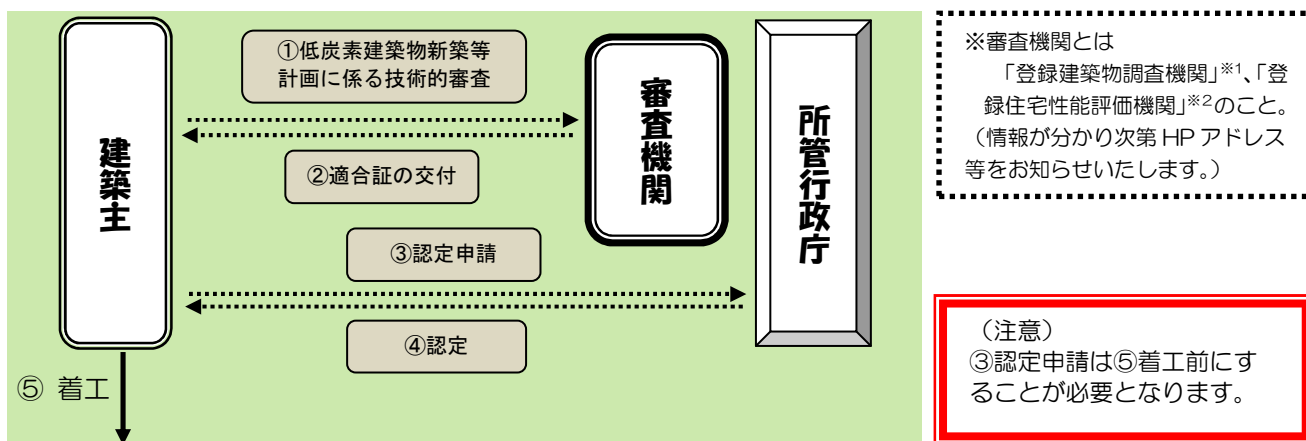 ①低炭素建築物新築等
計画に係る技術的審査
②適合証の交付
③認定申請
④認定
建築主
審査機関
所管行政庁
⑤ 着工
※審査機関とは
「登録建築物調査機関」※1、「登
録住宅性能評価機関」※2のこと。
(情報が分かり次第 HP アドレス
等をお知らせいたします。)
(注意)
③認定申請は⑤着工前にす
ることが必要となります。